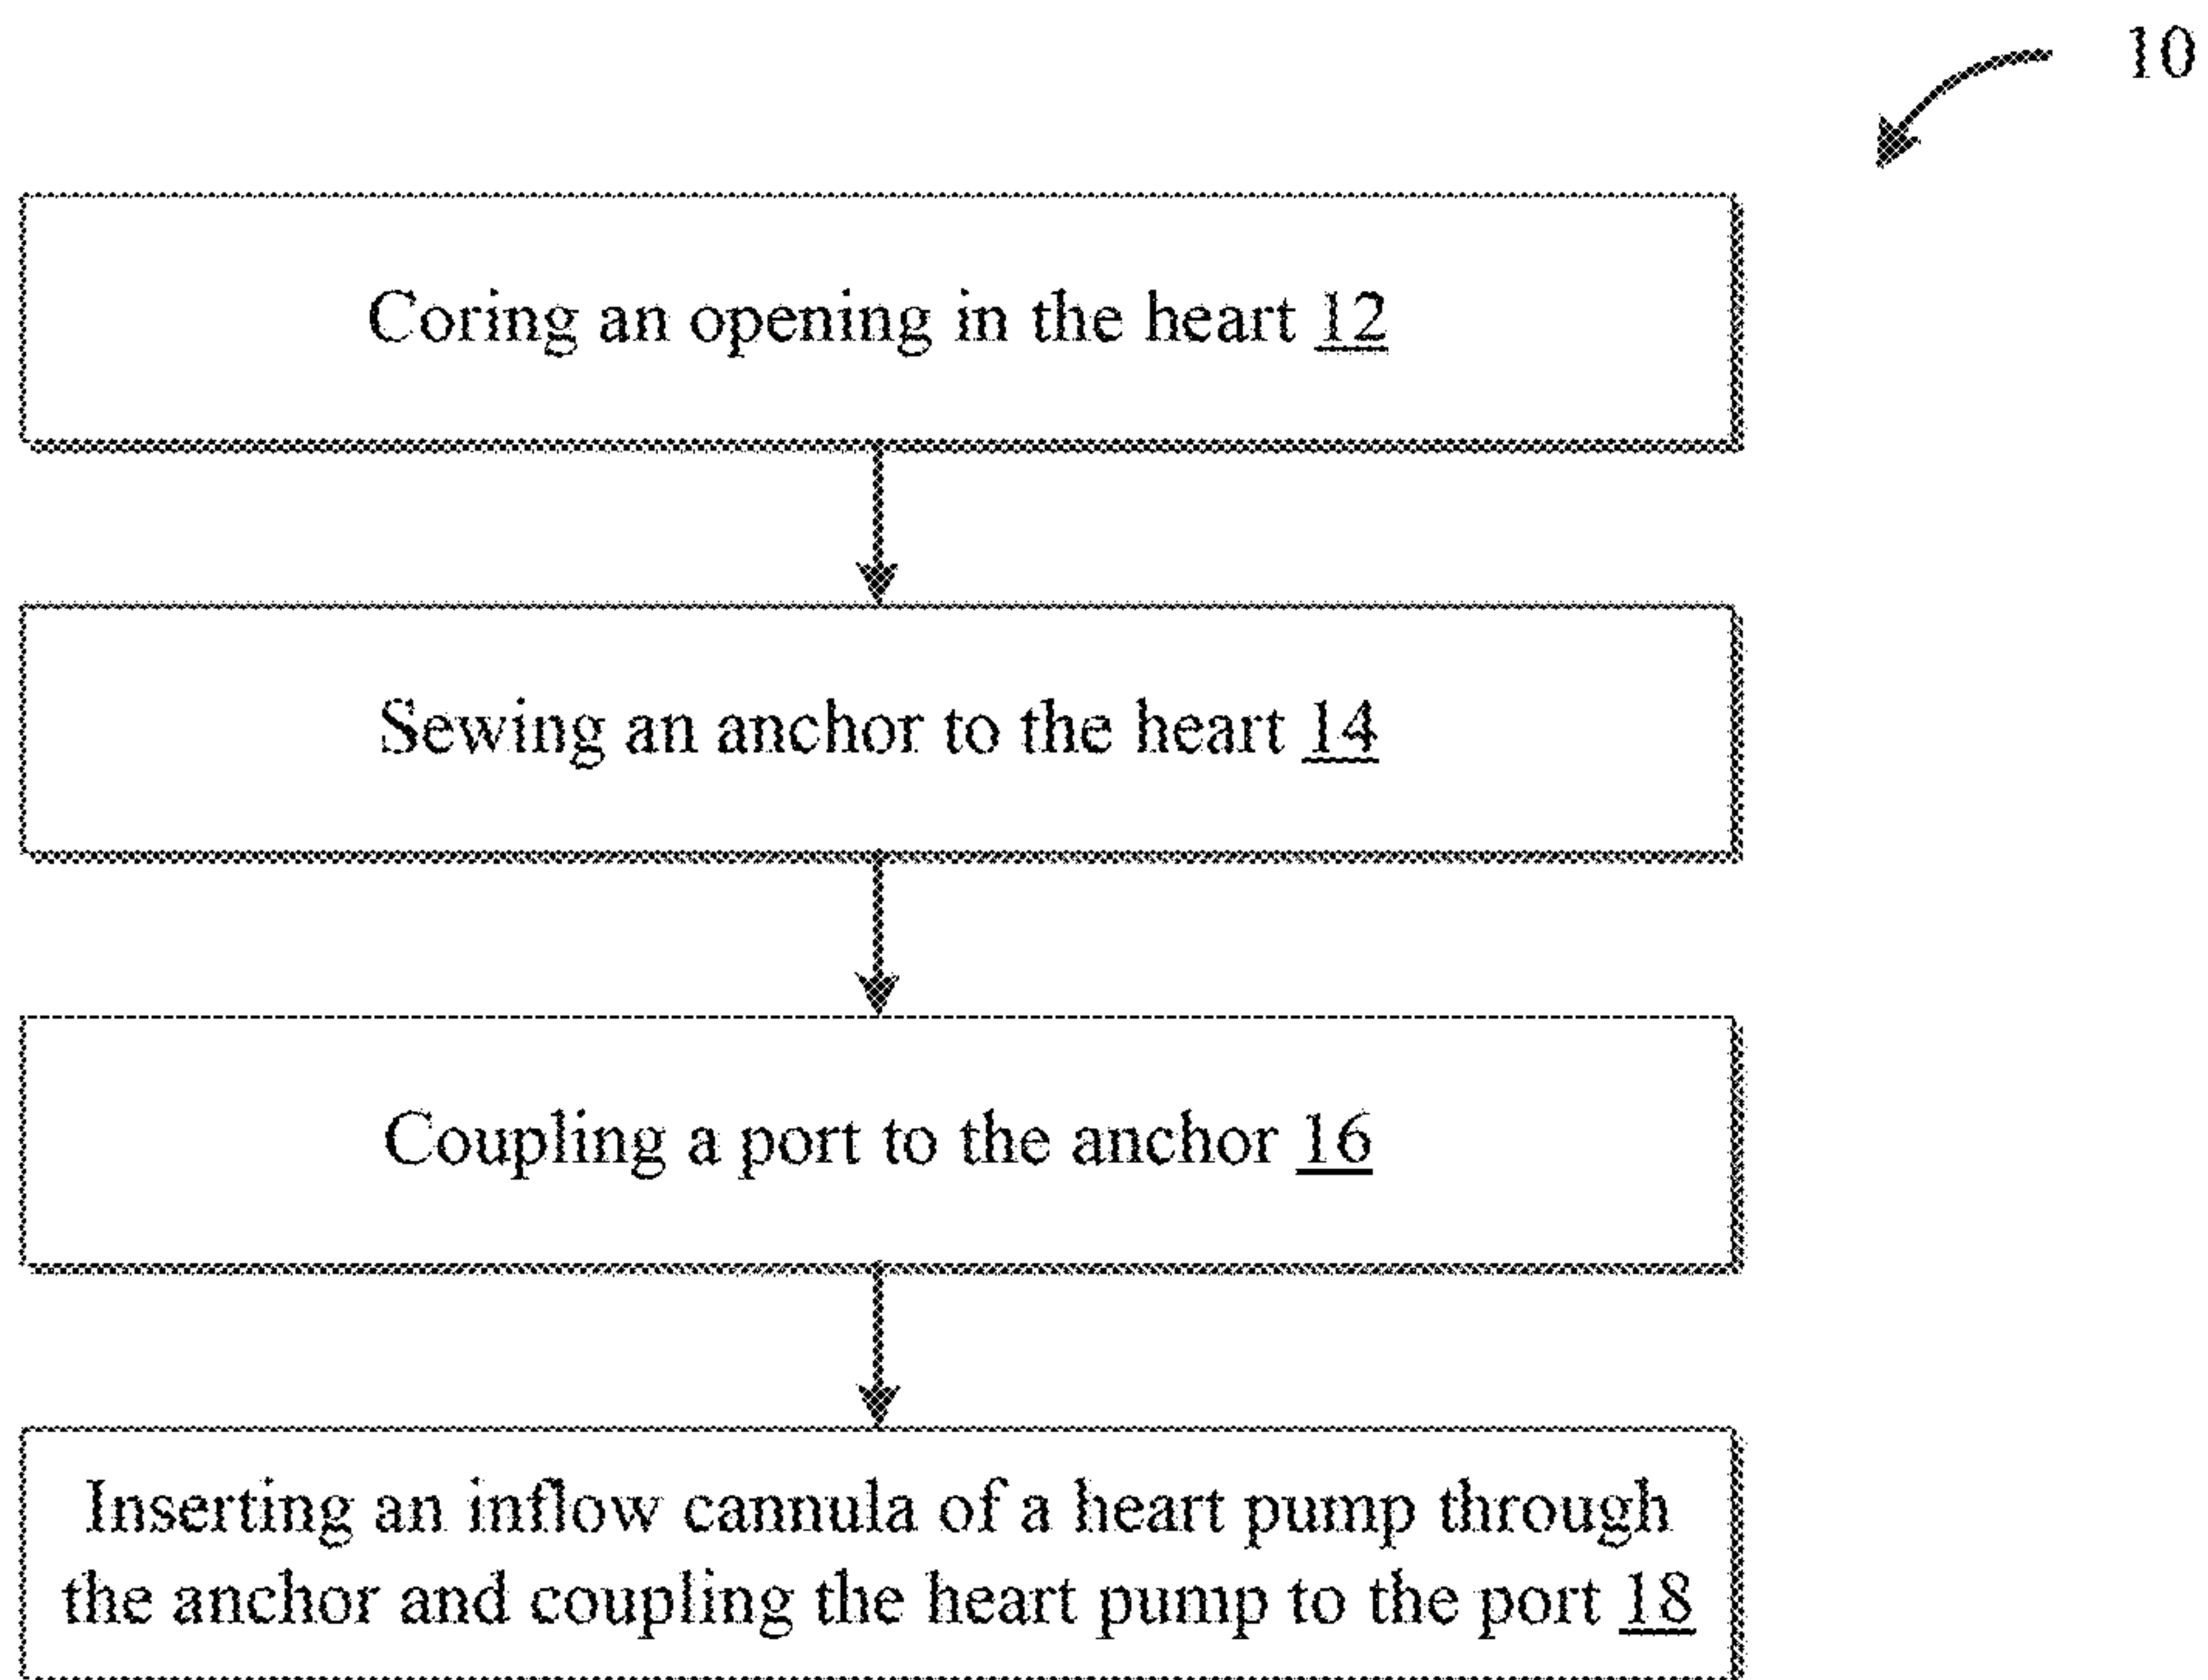 10
Coring an opening in the heart 12
Sewing an anchor to the heart 14
Coupling a port to the anchor 16
Inserting an inflow cannula of a heart pump through
the anchor and coupling the heart pump to the port 18